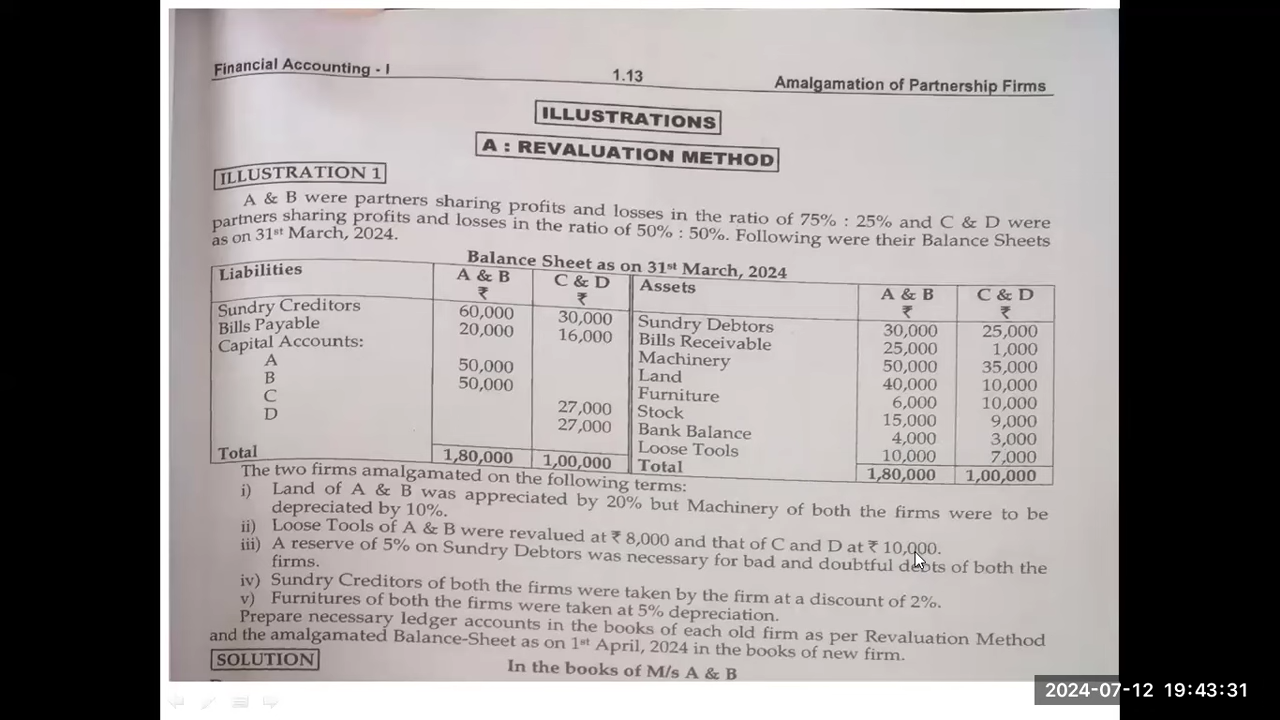 Financial Accounting - I 1.13 Amalgamation of Partnership Firms
ILLUSTRATIONS
A : REVALUATION METHOD
ILLUSTRATION 1
A & B were partners sharing profits and losses in the ratio of 75% : 25% and C & D were
partners sharing profits and losses in the ratio of 50% : 50%. Following were their Balance Sheets
as on 31st March, 2024.
Balance Sheet as on 31st March, 2024
Liabilities A & B ₹ C & D ₹ Assets A & B ₹ C & D ₹
Sundry Creditors 60,000 30,000 Sundry Debtors 30,000 25,000
Bills Payable 20,000 16,000 Bills Receivable 25,000 1,000
Capital Accounts: Machinery 50,000 35,000
A 50,000 Land 40,000 10,000
B 50,000 Furniture 6,000 10,000
C 27,000 Stock 15,000 9,000
D 27,000 Bank Balance 4,000 3,000
Loose Tools 10,000 7,000
Total 1,80,000 1,00,000 Total 1,80,000 1,00,000
The two firms amalgamated on the following terms:
i) Land of A & B was appreciated by 20% but Machinery of both the firms were to be
depreciated by 10%.
ii) Loose Tools of A & B were revalued at ₹ 8,000 and that of C and D at ₹ 10,000.
iii) A reserve of 5% on Sundry Debtors was necessary for bad and doubtful debts of both the
firms.
iv) Sundry Creditors of both the firms were taken by the firm at a discount of 2%.
v) Furnitures of both the firms were taken at 5% depreciation.
Prepare necessary ledger accounts in the books of each old firm as per Revaluation Method
and the amalgamated Balance-Sheet as on 1st April, 2024 in the books of new firm.
SOLUTION
In the books of M/s A & B
2024-07-12 19:43:31